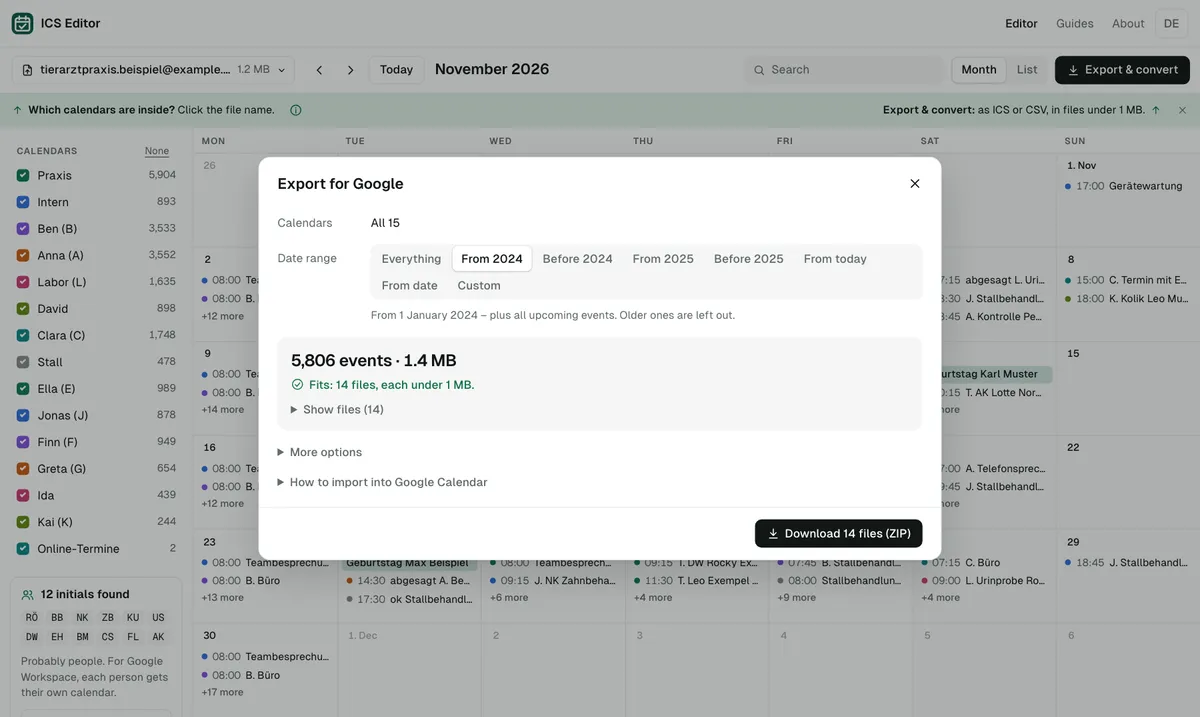 ICS Editor
Editor
Guides
About
DE
tierarztpraxis.beispiel@example.... 1.2 MB
Today
November 2026
Search
Month
List
Export & convert
Which calendars are inside? Click the file name.
Export & convert: as ICS or CSV, in files under 1 MB.
CALENDARS
None
Praxis 5,904
Intern 893
Ben (B) 3,533
Anna (A) 3,552
Labor (L) 1,635
David 898
Clara (C) 1,748
Stall 478
Ella (E) 989
Jonas (J) 878
Finn (F) 949
Greta (G) 654
Ida 439
Kai (K) 244
Online-Termine 2
12 initials found
RÖ BB NK ZB KU US
DW EH BM CS FL AK
Probably people. For Google
Workspace, each person gets
their own calendar.
MON TUE WED THU FRI SAT SUN
26
1. Nov
17:00 Gerätewartung
2
08:00
08:00 B.
+12 more
abgesagt L. Uri...
J. Stallbehandl...
A. Kontrolle Pe...
8
15:00 C. Termin mit E...
18:00 K. Kolik Leo Mu...
9
08:00
08:00 B.
+14 more
Karl Muster
T. AK Lotte Nor...
15
16
08:00
08:00 B.
+12 more
A. Telefonsprec...
J. Stallbehandl...
22
23
08:00 Teambesprechu...
08:00 B. Büro
+13 more
Geburtstag Max Beispiel
14:30 abgesagt A. Be...
17:30 ok Stallbehandl...
08:00 Teambesprech...
09:15 J. NK Zahnbeha...
+6 more
09:15 T. DW Rocky Ex...
11:30 T. Leo Exempel ...
+4 more
07:45 B. Stallbehandl...
08:00 Stallbehandlun...
+9 more
07:15 C. Büro
09:00 L. Urinprobe Ro...
+4 more
29
18:45 J. Stallbehandl...
30
08:00 Teambesprechu...
08:00 B. Büro
+17 more
1. Dec
2
3
4
5
6
Export for Google
Calendars All 15
Date range
Everything From 2024 Before 2024 From 2025 Before 2025 From today
From date Custom
From 1 January 2024 – plus all upcoming events. Older ones are left out.
5,806 events · 1.4 MB
Fits: 14 files, each under 1 MB.
Show files (14)
More options
How to import into Google Calendar
Download 14 files (ZIP)